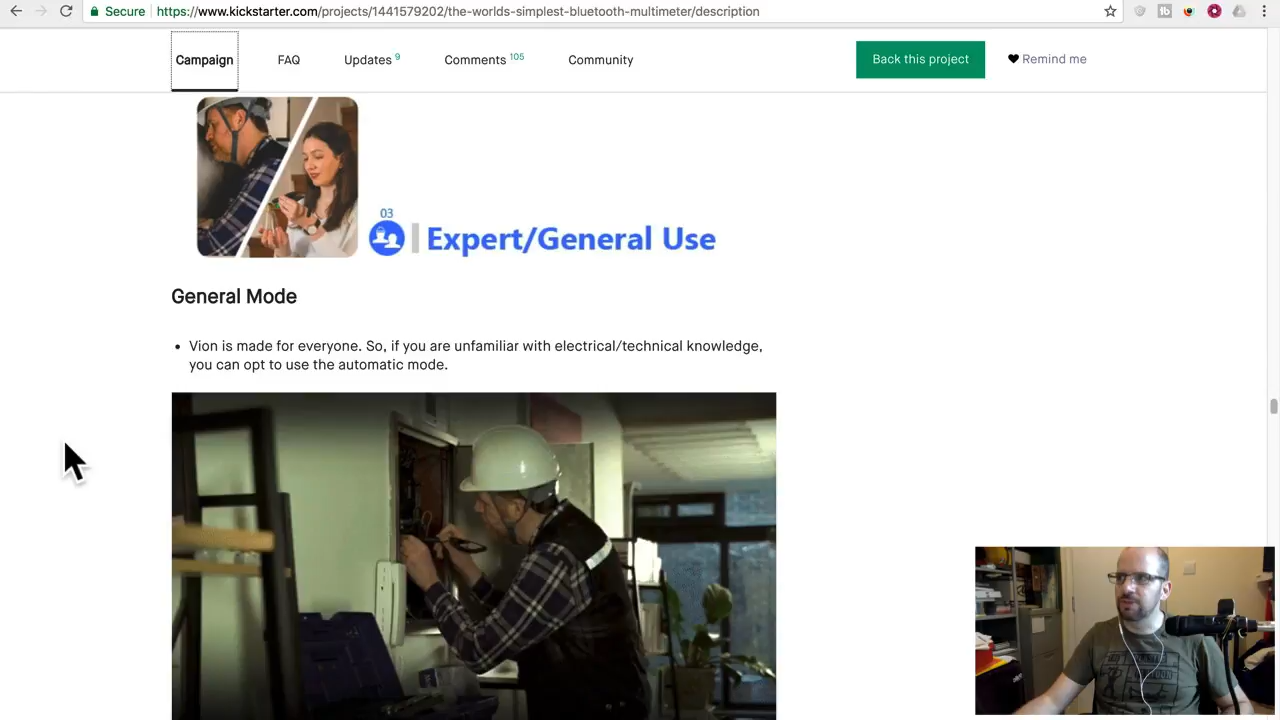 Secure
https://www.kickstarter.com/projects/1441579202/the-worlds-simplest-bluetooth-multimeter/description
Campaign
FAQ
Updates 9
Comments 105
Community
Back this project
Remind me
03
Expert/General Use
General Mode
• Vion is made for everyone. So, if you are unfamiliar with electrical/technical knowledge,
you can opt to use the automatic mode.